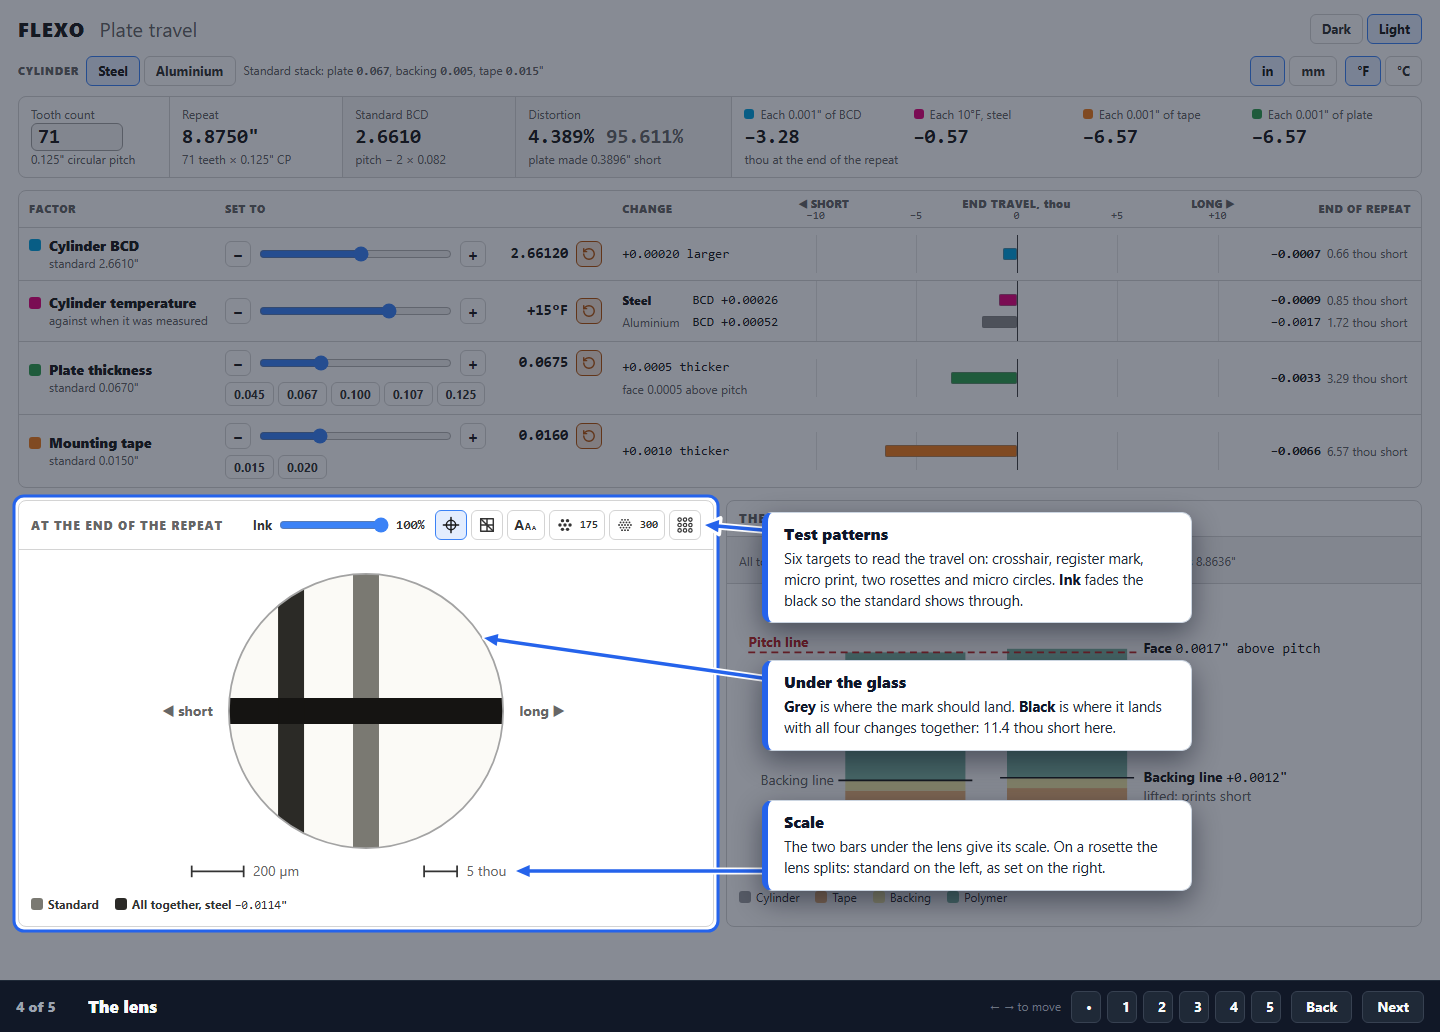 FLEXO Plate travel
Dark Light
CYLINDER Steel Aluminium Standard stack: plate 0.067, backing 0.005, tape 0.015"
in mm °F °C
Tooth count
71
0.125" circular pitch
Repeat
8.8750"
71 teeth × 0.125" CP
Standard BCD
2.6610
pitch − 2 × 0.082
Distortion
4.389% 95.611%
plate made 0.3896" short
Each 0.001" of BCD
−3.28
thou at the end of the repeat
Each 10°F, steel
−0.57
Each 0.001" of tape
−6.57
Each 0.001" of plate
−6.57
FACTOR SET TO CHANGE ◀ SHORT END TRAVEL, thou LONG ▶ END OF REPEAT
−10 −5 0 +5 +10
Cylinder BCD
standard 2.6610"
− + 2.66120
+0.00020 larger
−0.0007 0.66 thou short
Cylinder temperature
against when it was measured
− + +15°F
Steel BCD +0.00026
−0.0009 0.85 thou short
Aluminium BCD +0.00052
−0.0017 1.72 thou short
Plate thickness
standard 0.0670"
− + 0.0675
0.045 0.067 0.100 0.107 0.125
+0.0005 thicker
face 0.0005 above pitch
−0.0033 3.29 thou short
Mounting tape
standard 0.0150"
− + 0.0160
0.015 0.020
+0.0010 thicker
−0.0066 6.57 thou short
AT THE END OF THE REPEAT Ink 100% AAA 175 300
◀ short
long ▶
200 µm
5 thou
Standard All together, steel −0.0114"
THE
All to
8.8636"
Test patterns
Six targets to read the travel on: crosshair, register mark,
micro print, two rosettes and micro circles. Ink fades the
black so the standard shows through.
Pitch line
Face 0.0017" above pitch
Under the glass
Grey is where the mark should land. Black is where it lands
with all four changes together: 11.4 thou short here.
Backing line
Backing line +0.0012"
lifted: prints short
Scale
The two bars under the lens give its scale. On a rosette the
lens splits: standard on the left, as set on the right.
Cylinder Tape Backing Polymer
4 of 5 The lens
← → to move • 1 2 3 4 5 Back Next